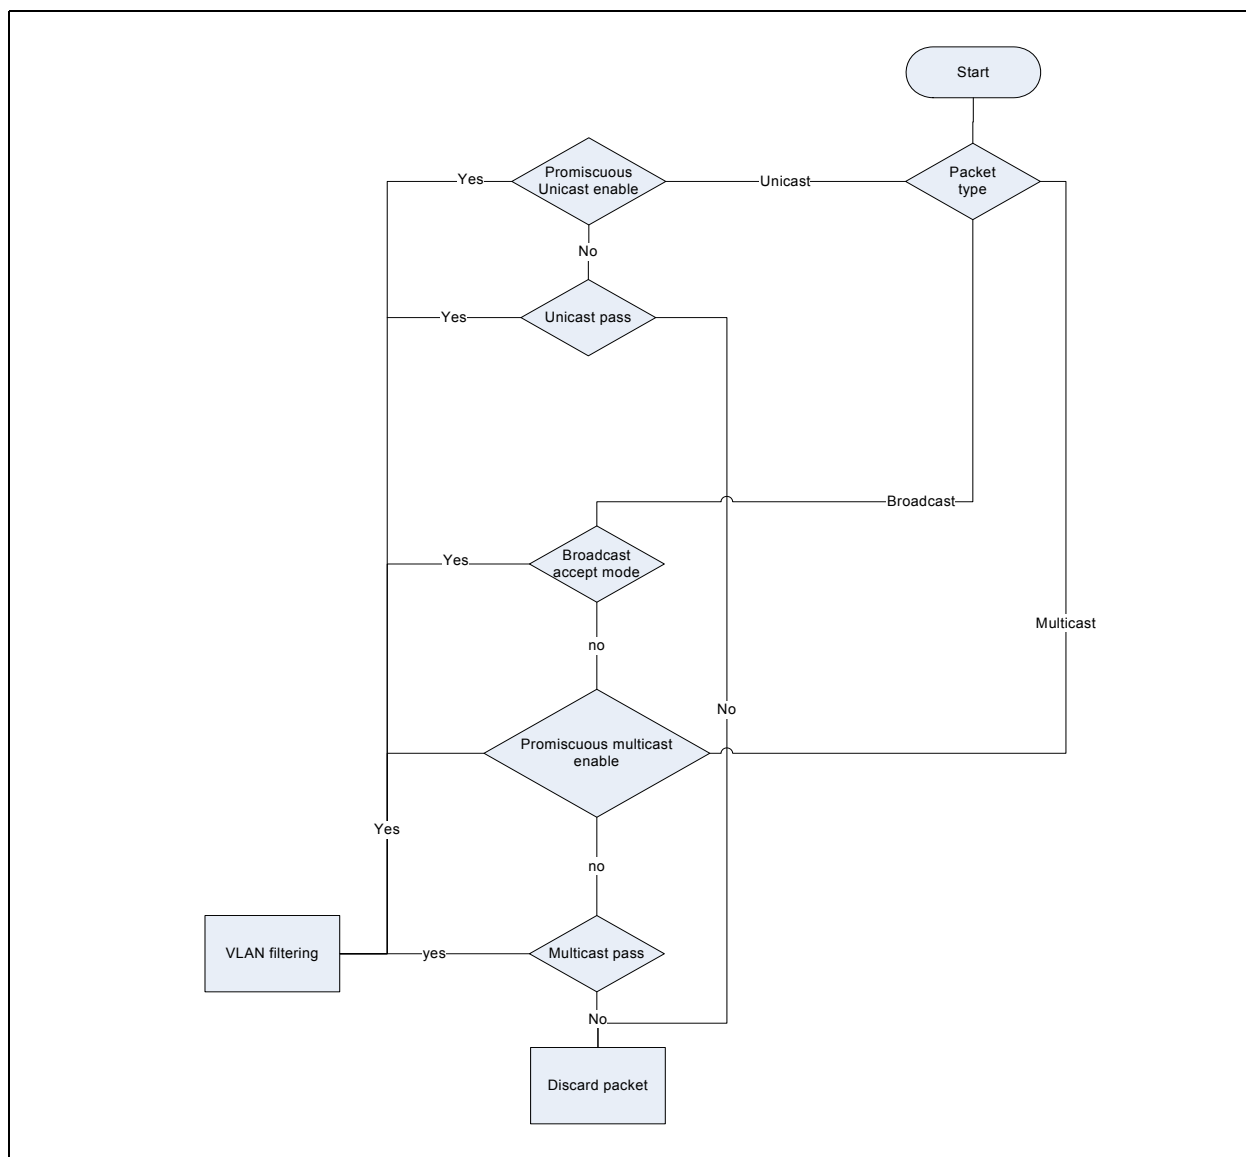 Start
Packet
type
Unicast
Promiscuous
Unicast enable
Yes
No
Unicast pass
Yes
Broadcast
Broadcast
accept mode
Yes
no
Multicast
No
Promiscuous multicast
enable
Yes
no
VLAN filtering
yes
Multicast pass
No
Discard packet